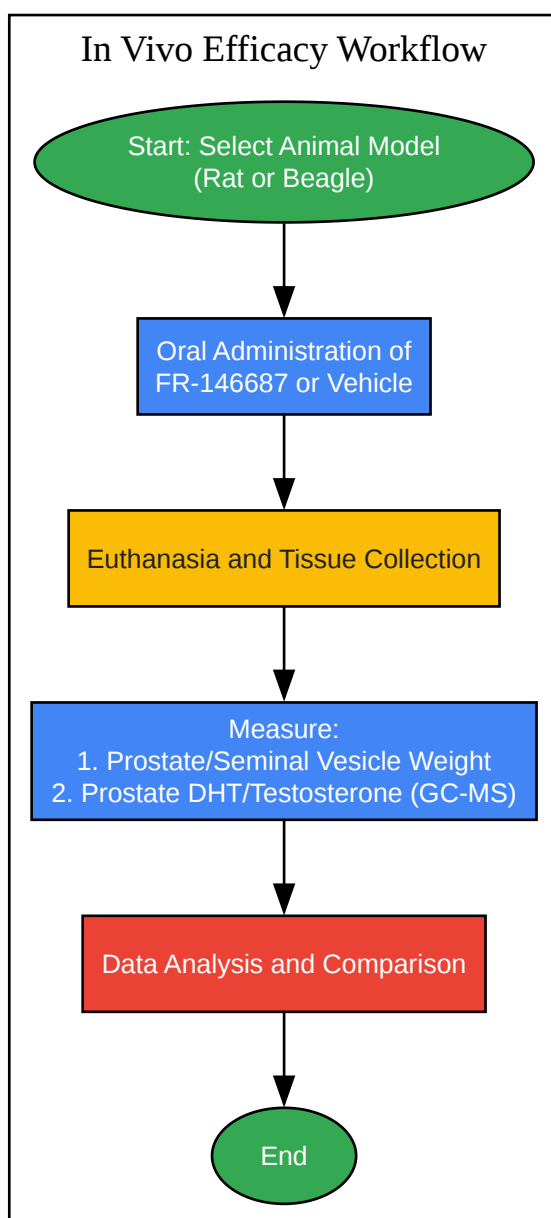 In Vivo Efficacy Workflow
Start: Select Animal Model
(Rat or Beagle)
Oral Administration of
FR-146687 or Vehicle
Euthanasia and Tissue Collection
Measure:
1. Prostate/Seminal Vesicle Weight
2. Prostate DHT/Testosterone (GC-MS)
Data Analysis and Comparison
End